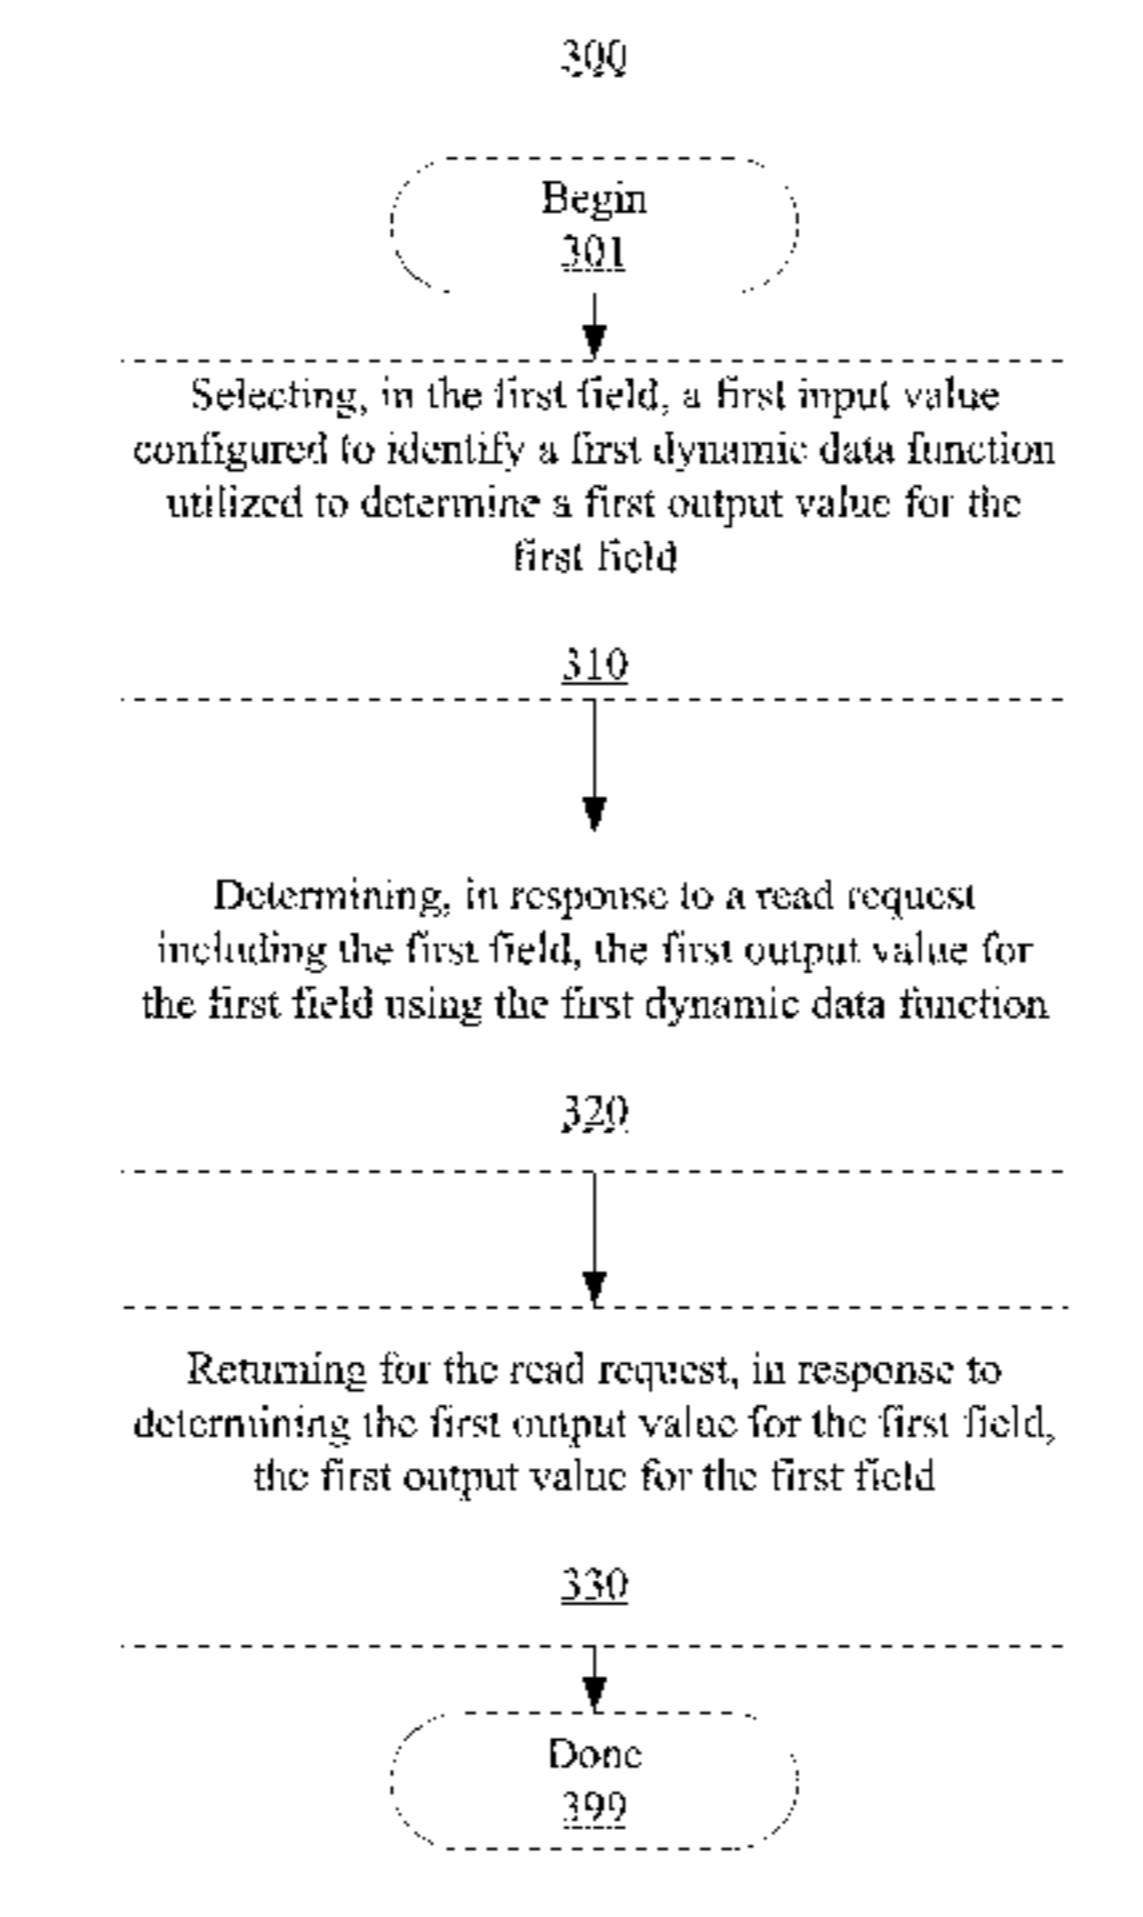 300
Begin
301
Selecting, in the first field, a first input value
configured to identify a first dynamic data function
utilized to determine a first output value for the
first field
310
Determining, in response to a read request
including the first field, the first output value for
the first field using the first dynamic data function
320
Returning for the read request, in response to
determining the first output value for the first field,
the first output value for the first field
330
Done
399